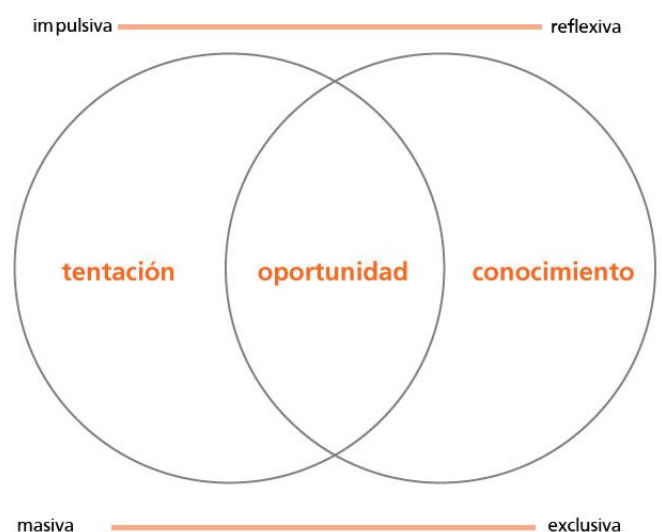 impulsiva reflexiva
tentación oportunidad conocimiento
masiva exclusiva